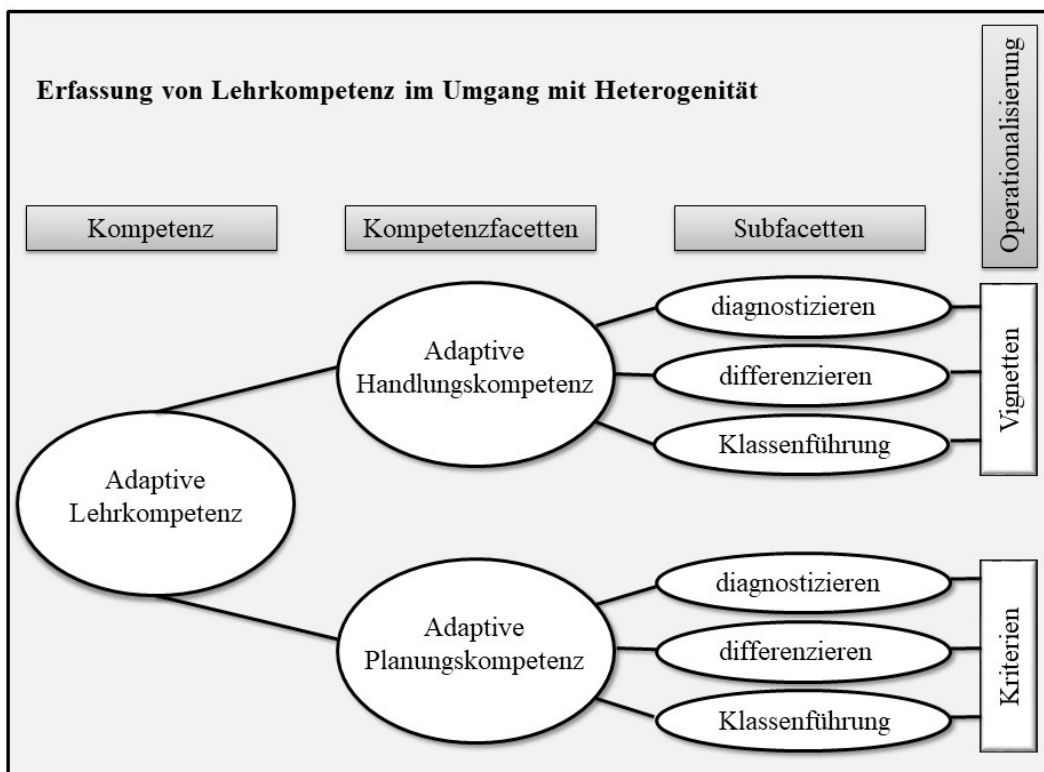 Erfassung von Lehrkompetenz im Umgang mit Heterogenität
Operationalisierung
Kompetenz
Kompetenzfacetten
Subfacetten
Adaptive
Lehrkompetenz
Adaptive
Handlungskompetenz
diagnostizieren
differenzieren
Klassenführung
Vignetten
Adaptive
Planungskompetenz
diagnostizieren
differenzieren
Klassenführung
Kriterien